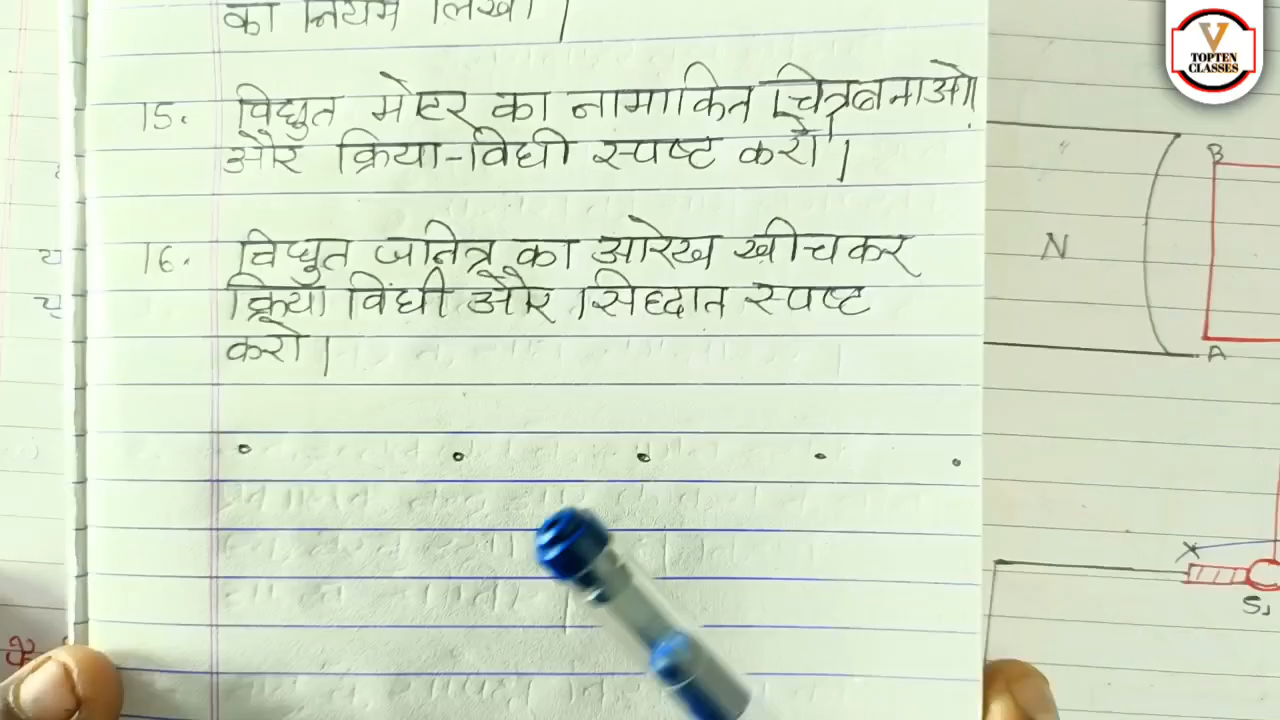 का नियम लिखो।
15. विद्युत मोटर का नामाकित चित्र बनाओ।
और क्रिया-विधी स्पष्ट करो।
16. विद्युत जनित्र का आरेख खीचकर
क्रिया विधी और सिद्दात स्पष्ट
करो।
B
N
A
S₁
V
TOPTEN
CLASSES